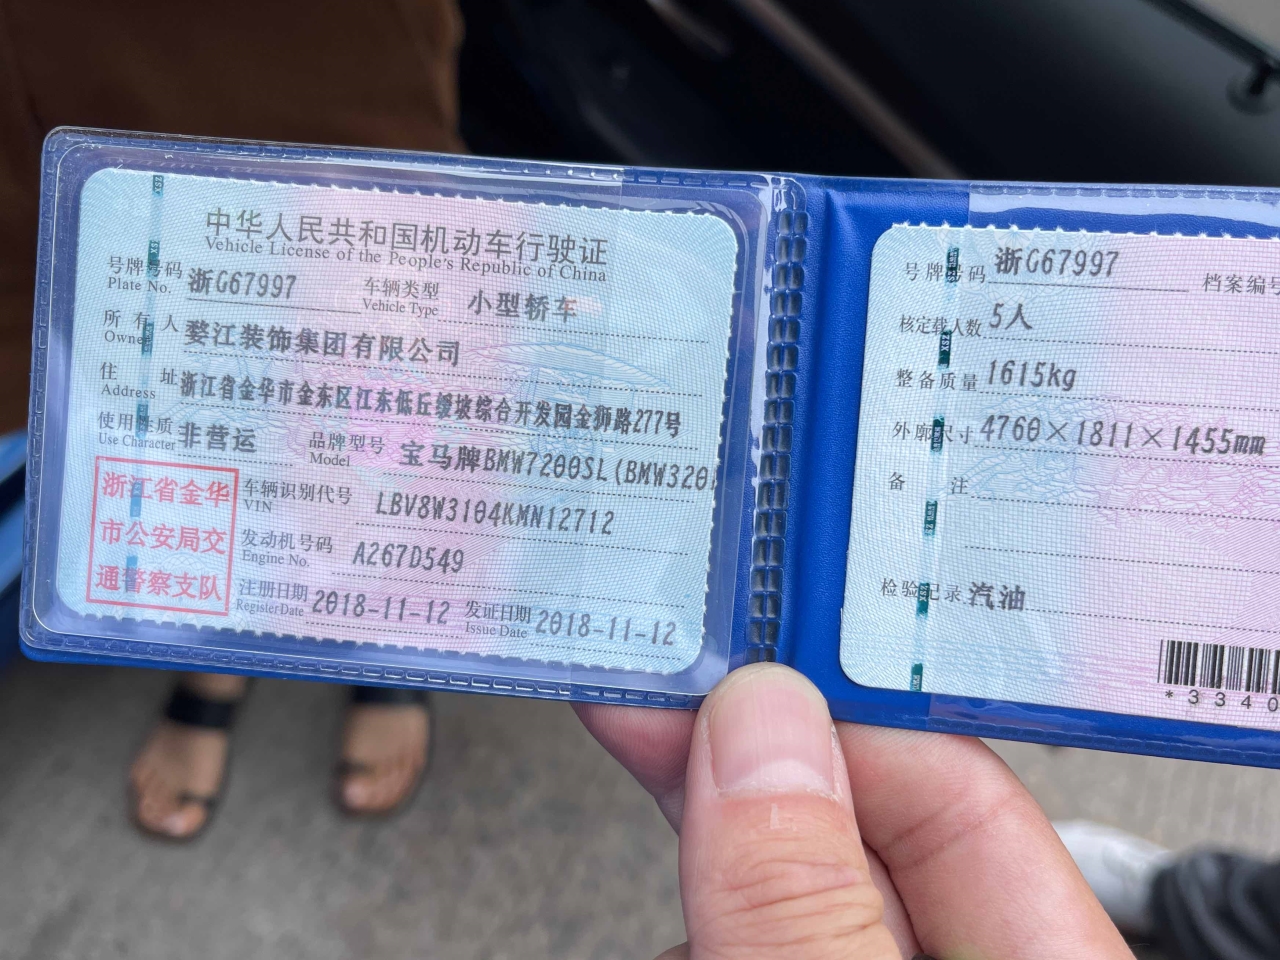 中华人民共和国机动车行驶证
Vehicle License of the People's Republic of China
号牌号码 浙G67997 车辆类型 小型轿车
Plate No. Vehicle Type
所有人 婺江装饰集团有限公司
Owner
住址 浙江省金华市金东区江东低丘缓坡综合开发园金狮路277号
Address
使用性质 非营运 品牌型号 宝马牌BMW7200SL(BMW320
Use Character Model
浙江省金华
市公安局交
通警察支队
车辆识别代号 LBV8W3104KMN12712
VIN
发动机号码 A267D549
Engine No.
注册日期 2018-11-12 发证日期 2018-11-12
Register Date Issue Date
号牌号码 浙G67997 档案编号
核定载人数 5人
整备质量 1615kg
外廓尺寸 4760×1811×1455mm
备注
检验记录 汽油
*3340